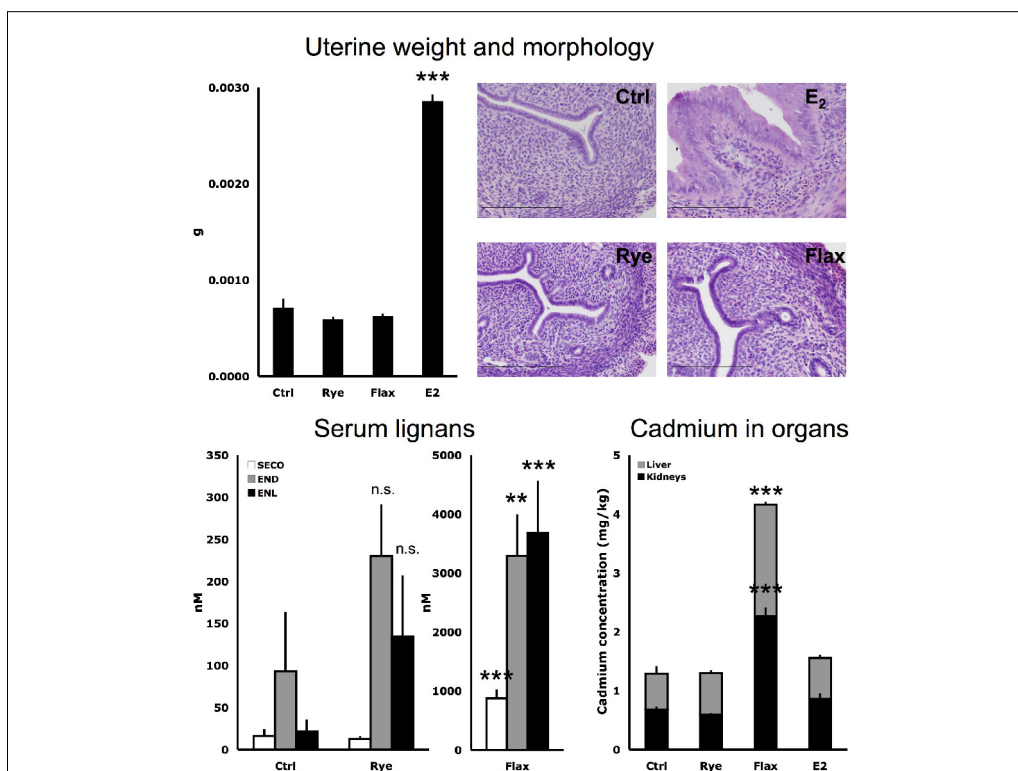 Uterine weight and morphology
***
0.0030
0.0020
0.0010
0.0000
g
Ctrl Rye Flax E2
Ctrl
E2
Rye
Flax
Serum lignans
350
300
250
200
150
100
50
0
nM
SECO
END
ENL
n.s.
n.s.
Ctrl Rye
5000
4000
3000
2000
1000
0
nM
***
**
***
Flax
Cadmium in organs
5
4
3
2
1
0
Cadmium concentration (mg/kg)
Liver
Kidneys
***
***
Ctrl Rye Flax E2